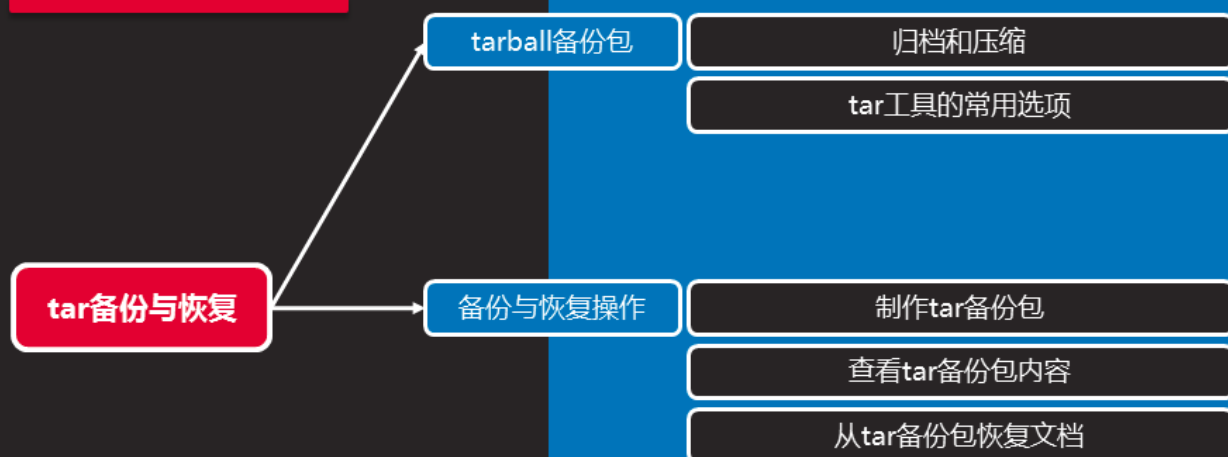 tarball备份包
归档和压缩
tar工具的常用选项
tar备份与恢复
备份与恢复操作
制作tar备份包
查看tar备份包内容
从tar备份包恢复文档